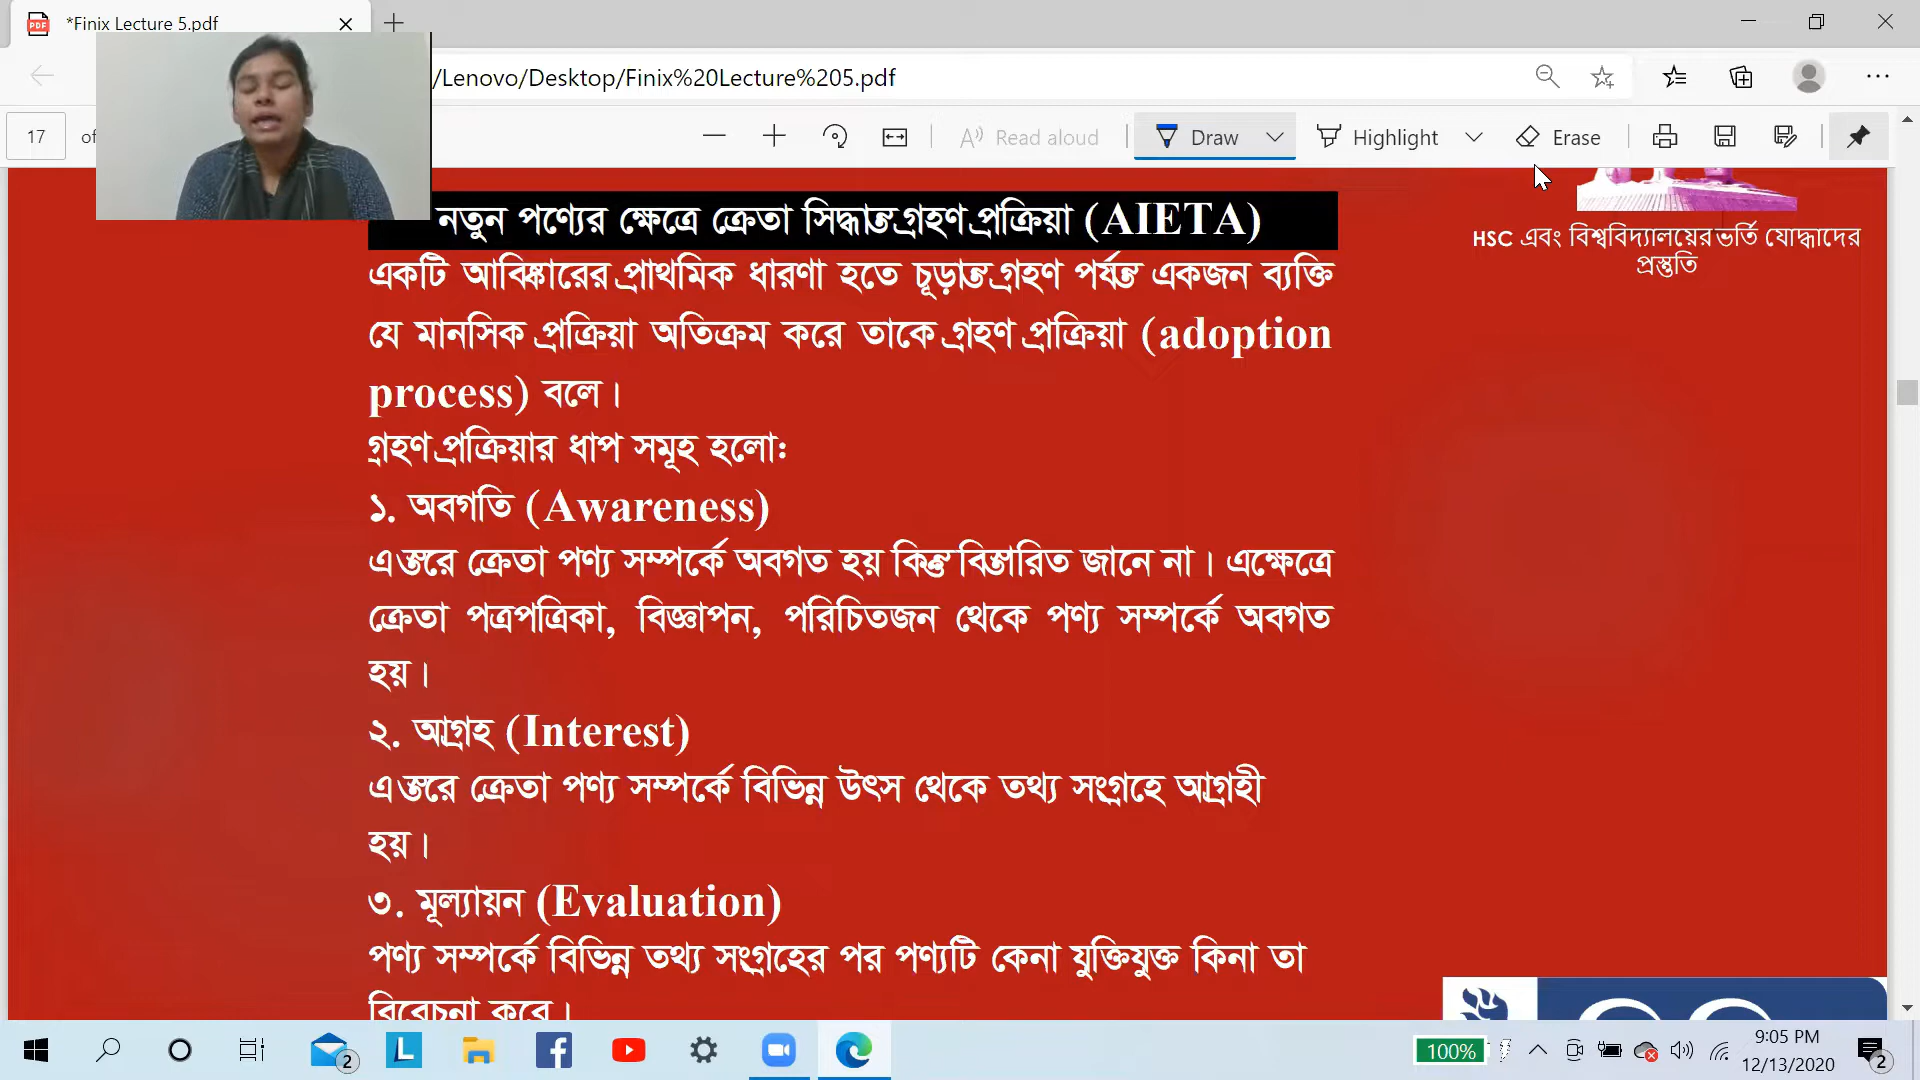 *Finix Lecture 5.pdf
/Lenovo/Desktop/Finix%20Lecture%205.pdf
17 of
Read aloud
Draw
Highlight
Erase
নতুন পণ্যের ক্ষেত্রে ক্রেতা সিদ্ধান্ত গ্রহণ প্রক্রিয়া (AIETA)
HSC এবং বিশ্ববিদ্যালয়ের ভর্তি যোদ্ধাদের
প্রস্তুতি
একটি আবিষ্কারের প্রাথমিক ধারণা হতে চূড়ান্ত গ্রহণ পর্যন্ত একজন ব্যক্তি
যে মানসিক প্রক্রিয়া অতিক্রম করে তাকে গ্রহণ প্রক্রিয়া (adoption
process) বলে।
গ্রহণ প্রক্রিয়ার ধাপ সমূহ হলোঃ
১. অবগতি (Awareness)
এ স্তরে ক্রেতা পণ্য সম্পর্কে অবগত হয় কিন্তু বিস্তারিত জানে না। এক্ষেত্রে
ক্রেতা পত্রপত্রিকা, বিজ্ঞাপন, পরিচিতজন থেকে পণ্য সম্পর্কে অবগত
হয়।
২. আগ্রহ (Interest)
এ স্তরে ক্রেতা পণ্য সম্পর্কে বিভিন্ন উৎস থেকে তথ্য সংগ্রহে আগ্রহী
হয়।
৩. মূল্যায়ন (Evaluation)
পণ্য সম্পর্কে বিভিন্ন তথ্য সংগ্রহের পর পণ্যটি কেনা যুক্তিযুক্ত কিনা তা
বিবেচনা করে।
2
L
100%
9:05 PM
12/13/2020
2